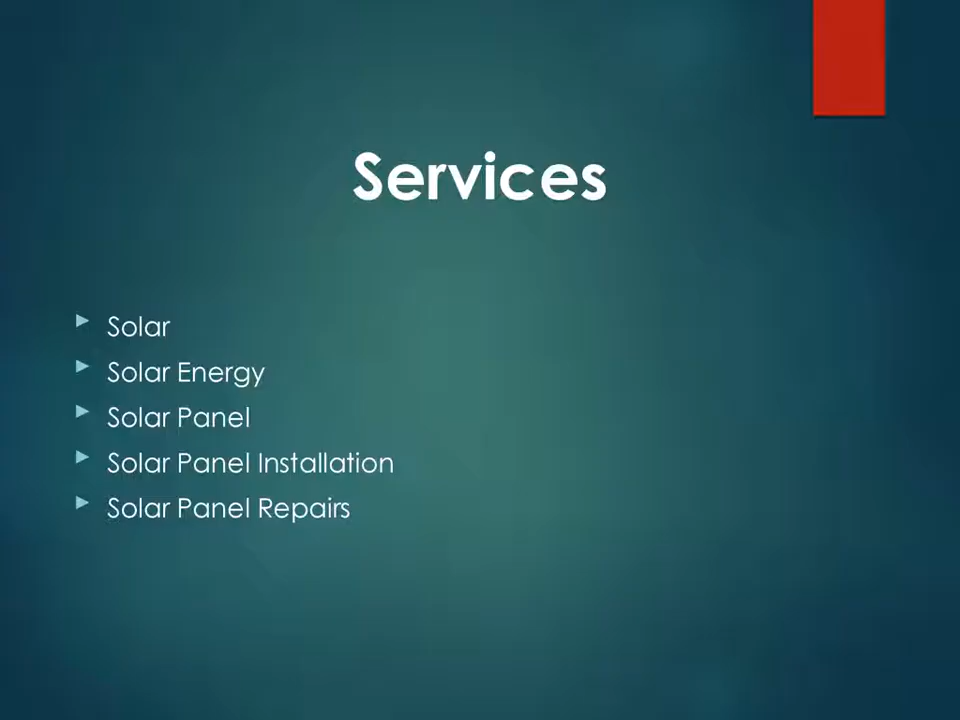 Services
Solar
Solar Energy
Solar Panel
Solar Panel Installation
Solar Panel Repairs